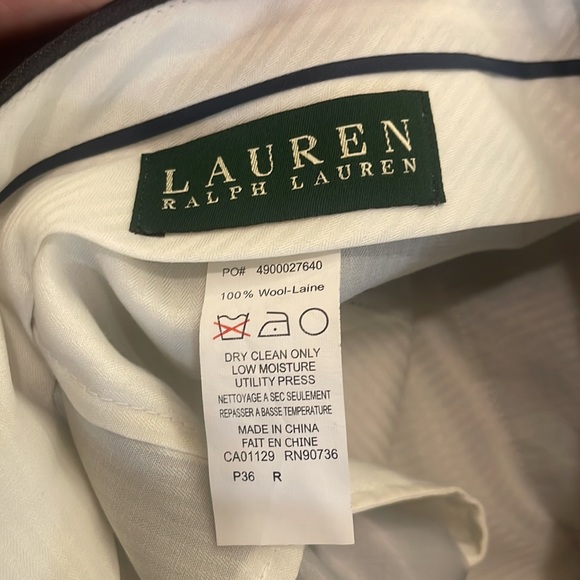 LAUREN
RALPH LAUREN
PO# 4900027640
100% Wool-Laine
DRY CLEAN ONLY
LOW MOISTURE
UTILITY PRESS
NETTOYAGE A SEC SEULEMENT
REPASSER A BASSE TEMPERATURE
MADE IN CHINA
FAIT EN CHINE
CA01129 RN90736
P36 R